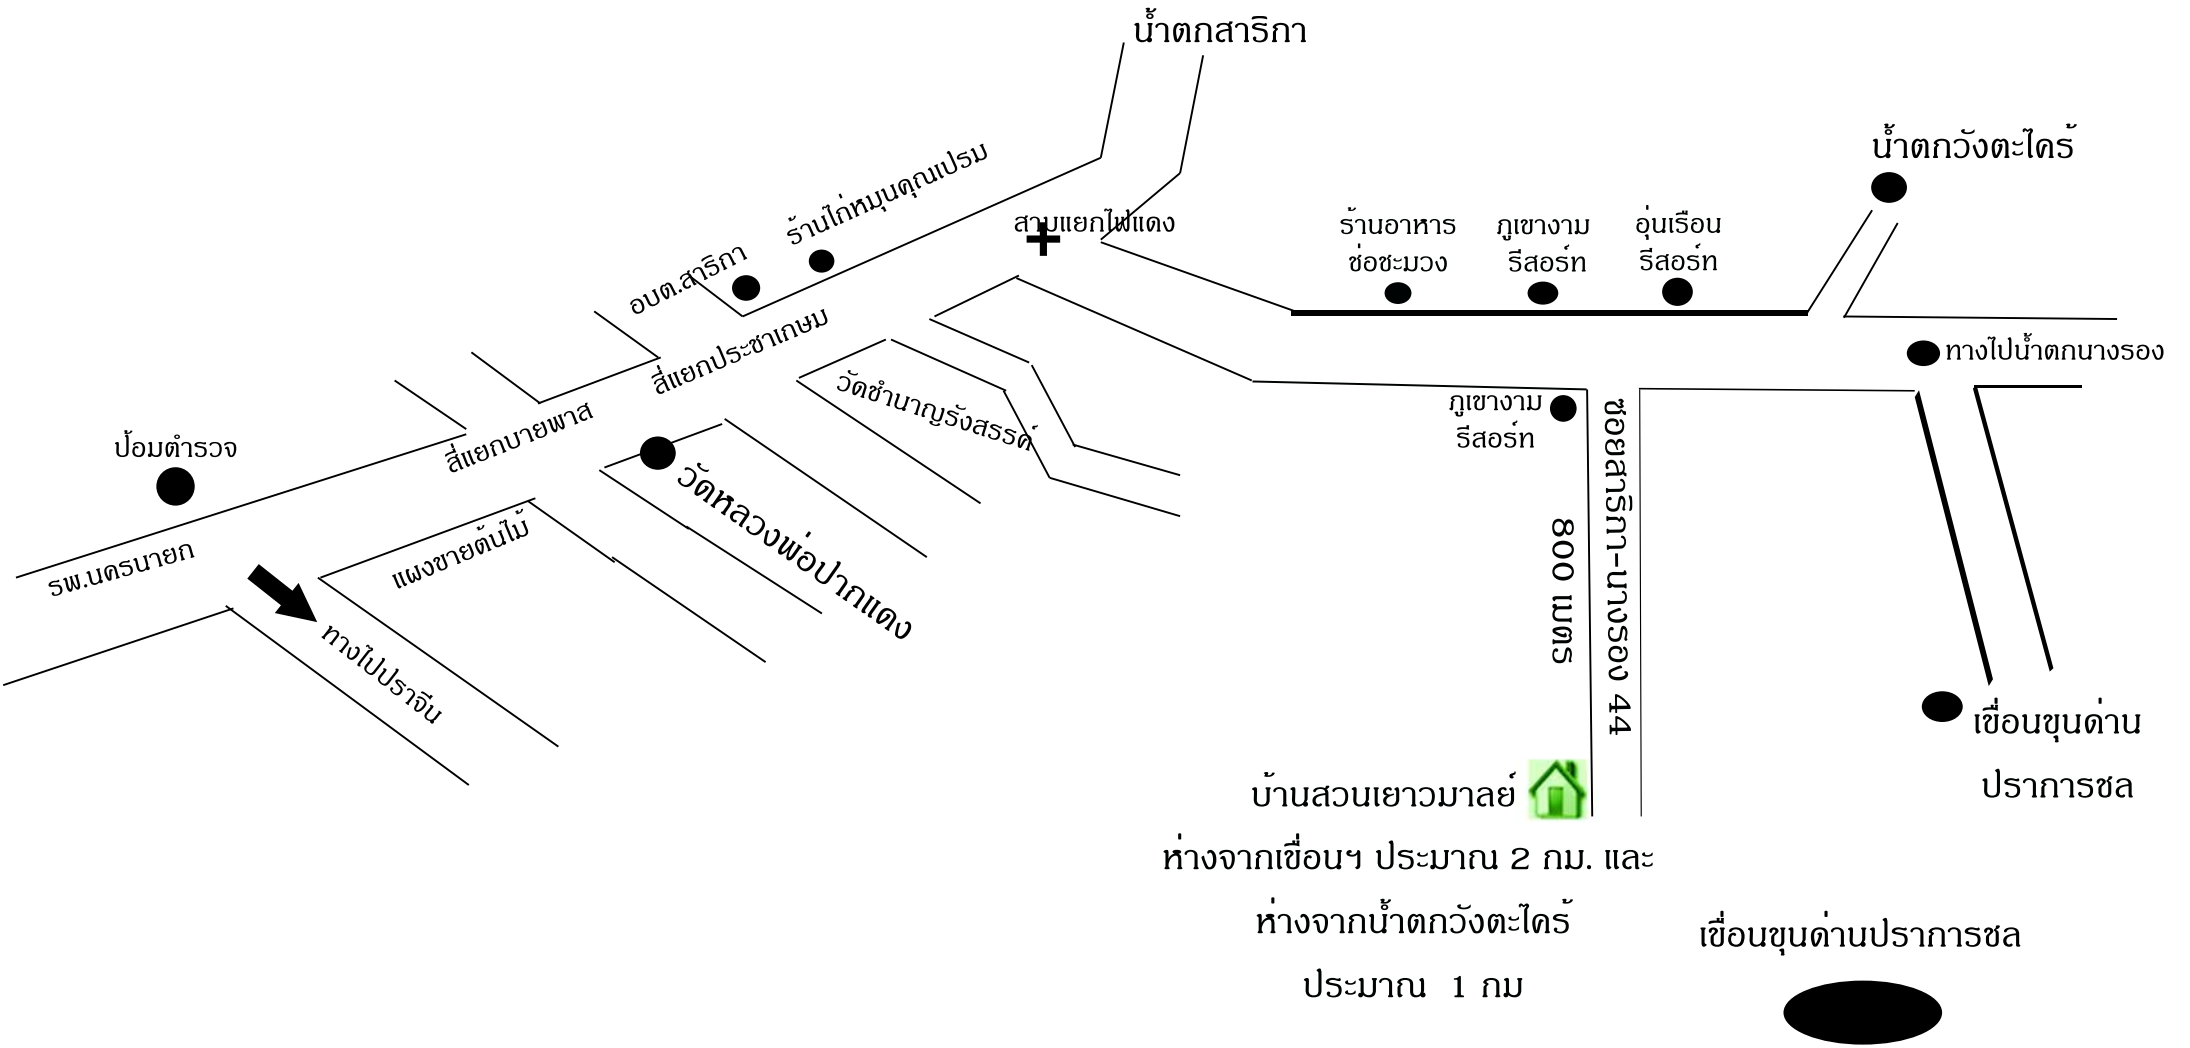 น้ำตกสาริกา
น้ำตกวังตะไคร้
ร้านไก่หมุนคุณเปรม
อบต.สาริกา
สามแยกไฟแดง
ร้านอาหาร
ช่อชะมวง
ภูเขางาม
รีสอร์ท
อุ่นเรือน
รีสอร์ท
สี่แยกประชาเกษม
ทางไปน้ำตกนางรอง
วัดชำนาญรังสรรค์
ภูเขางาม
รีสอร์ท
สี่แยกบายพาส
ป้อมตำรวจ
วัดหลวงพ่อปากแดง
ซ๊อยสาริกา-นางรอง 44
800 เมตร
รพ.นครนายก
แผงขายต้นไม้
ทางไปปราจีน
เขื่อนขุนด่าน
ปราการชล
บ้านสวนเยาวมาลย์
ห่างจากเขื่อนฯ ประมาณ 2 กม. และ
ห่างจากน้ำตกวังตะไคร้
ประมาณ 1 กม
เขื่อนขุนด่านปราการชล